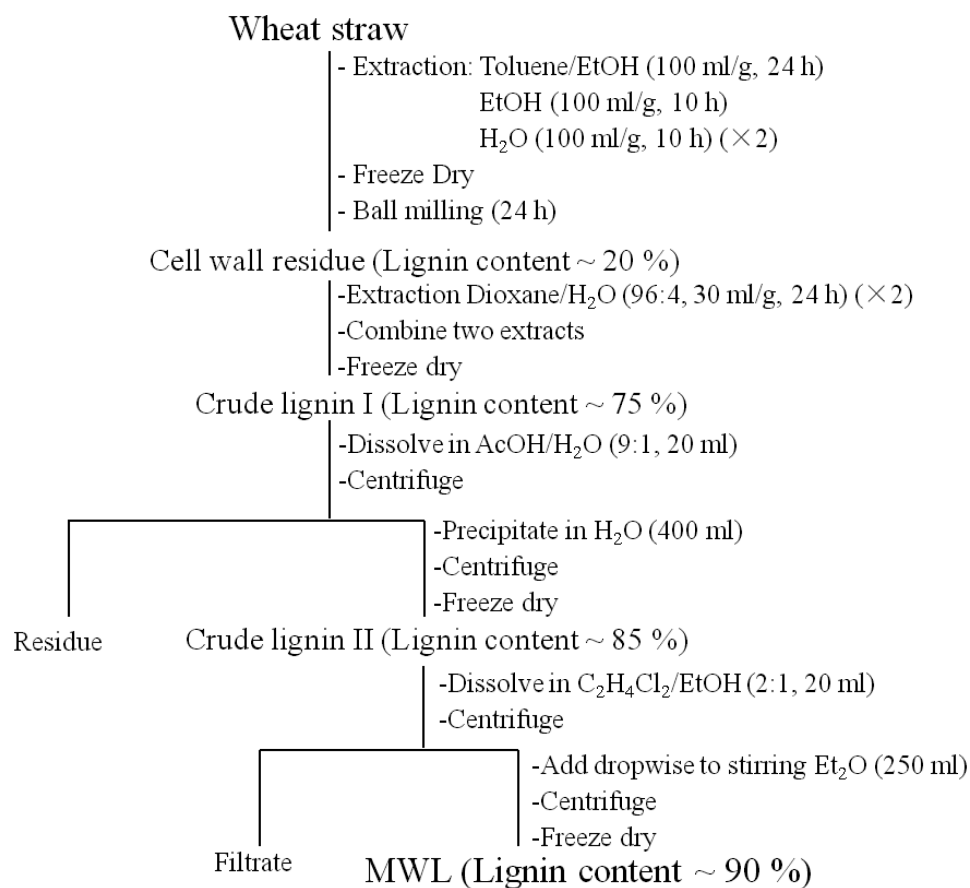 Wheat straw
- Extraction: Toluene/EtOH (100 ml/g, 24 h)
EtOH (100 ml/g, 10 h)
H₂O (100 ml/g, 10 h) (×2)
- Freeze Dry
- Ball milling (24 h)
Cell wall residue (Lignin content ~ 20 %)
-Extraction Dioxane/H₂O (96:4, 30 ml/g, 24 h) (×2)
-Combine two extracts
-Freeze dry
Crude lignin I (Lignin content ~ 75 %)
-Dissolve in AcOH/H₂O (9:1, 20 ml)
-Centrifuge
-Precipitate in H₂O (400 ml)
-Centrifuge
-Freeze dry
Residue
Crude lignin II (Lignin content ~ 85 %)
-Dissolve in C₂H₄Cl₂/EtOH (2:1, 20 ml)
-Centrifuge
-Add dropwise to stirring Et₂O (250 ml)
-Centrifuge
-Freeze dry
Filtrate
MWL (Lignin content ~ 90 %)